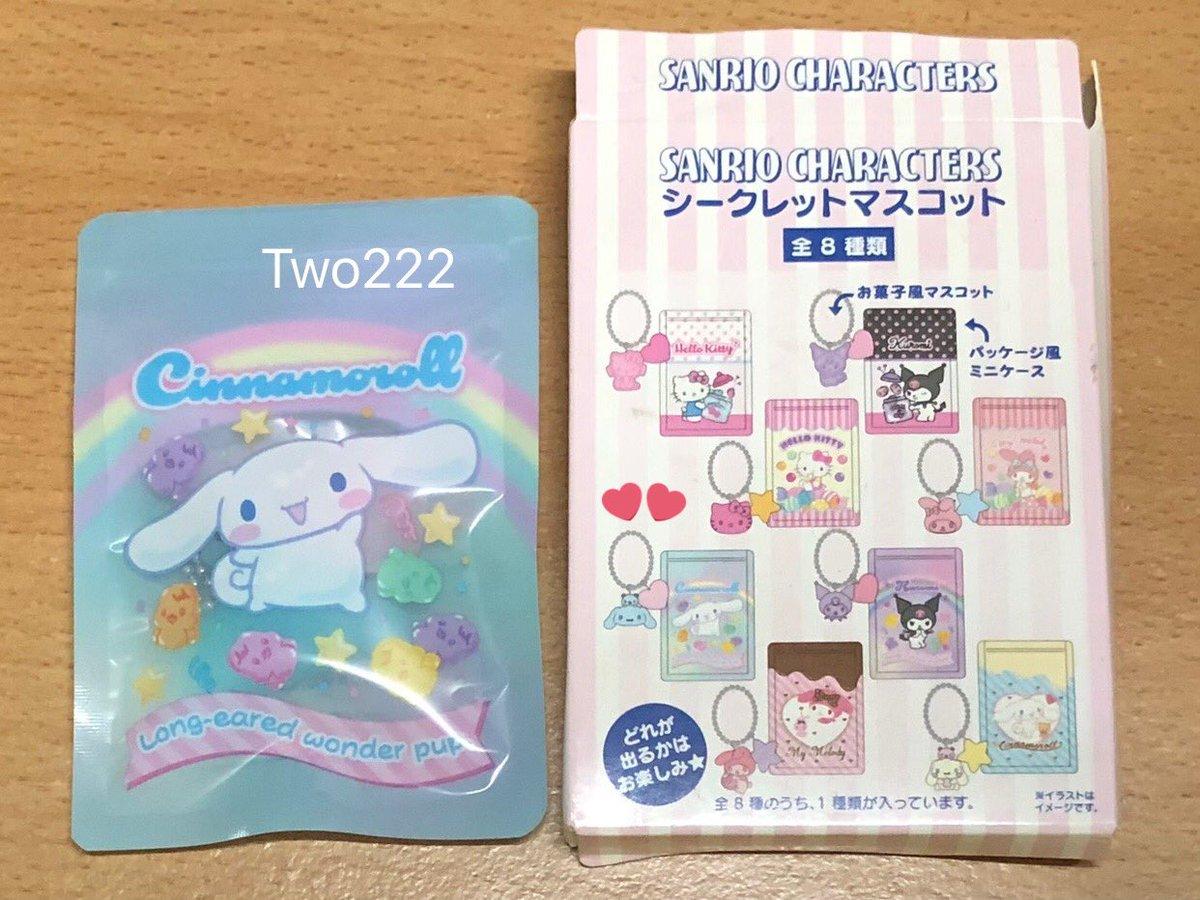 Two222
Cinnamoroll
Long-eared wonder pup
SANRIO CHARACTERS
SANRIO CHARACTERS
シークレットマスコット
全8種類
お菓子風マスコット
パッケージ風
ミニケース
Hello Kitty
Kuromi
HELLO KITTY
My Melody
Cinnamoroll
Kuromi
My Melody
Cinnamoroll
どれが
出るかは
お楽しみ★
全8種のうち、1種類が入っています。
※イラストは
イメージです。